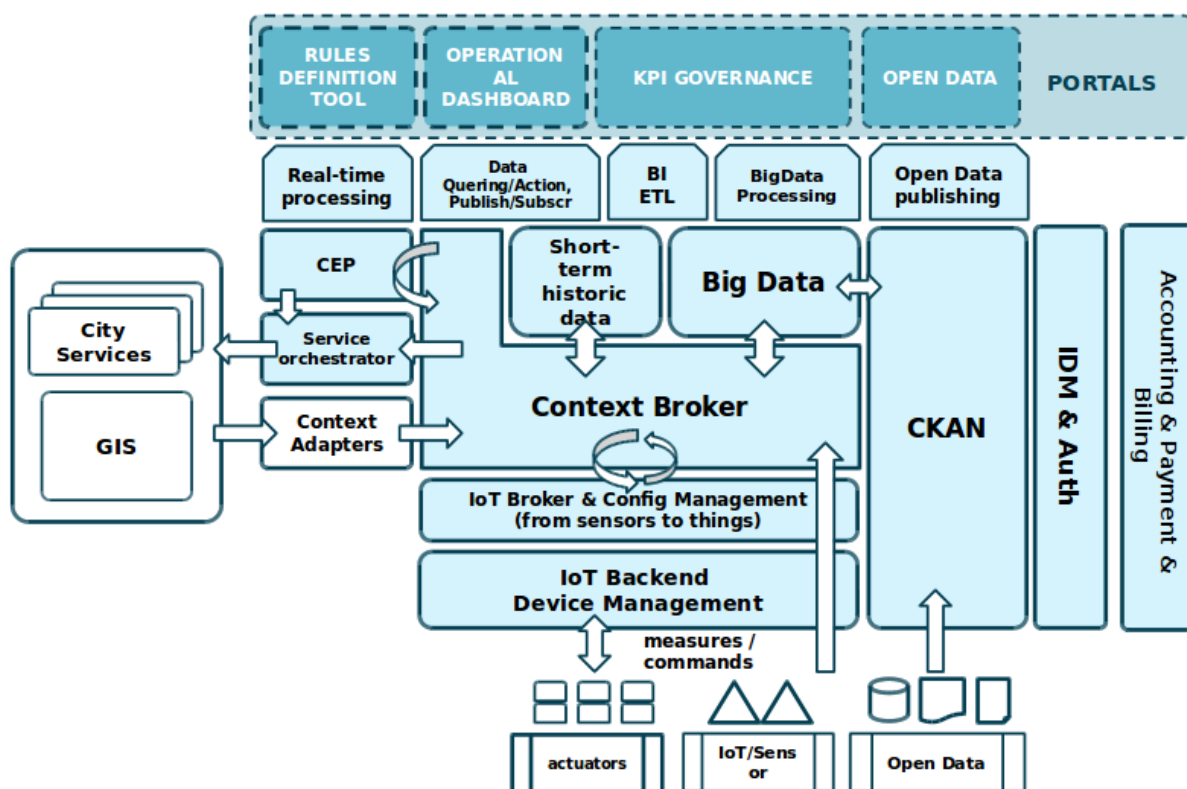 RULES
DEFINITION
TOOL
OPERATION
AL
DASHBOARD
KPI GOVERNANCE
OPEN DATA
PORTALS
Real-time
processing
Data
Quering/Action,
Publish/Subscr
BI
ETL
BigData
Processing
Open Data
publishing
CEP
Short-
term
historic
data
Big Data
City
Services
Service
orchestrator
GIS
Context
Adapters
Context Broker
CKAN
IDM & Auth
Accounting & Payment &
Billing
IoT Broker & Config Management
(from sensors to things)
IoT Backend
Device Management
measures /
commands
actuators
IoT/Sens
or
Open Data